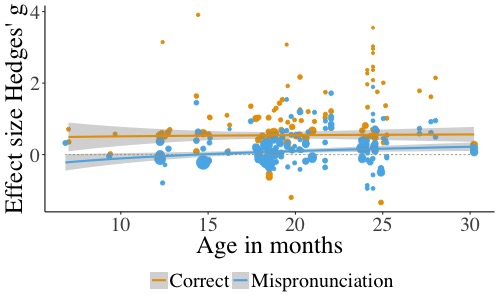 Effect size Hedges' g
4
2
0
10 15 20 25 30
Age in months
Correct Mispronunciation